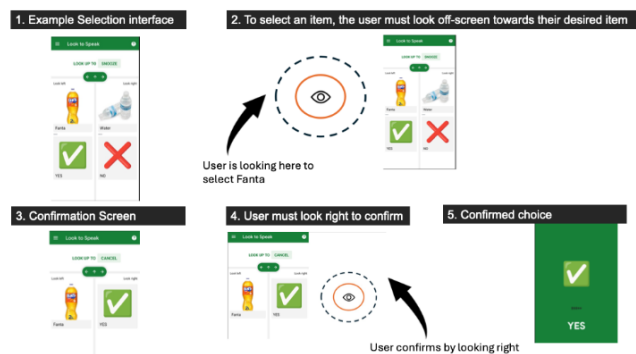 1. Example Selection interface
Look to Speak
LOOK UP TO SNOOZE
Look left
Look right
Fanta
Water
YES
NO
2. To select an item, the user must look off-screen towards their desired item
User is looking here to
select Fanta
Look to Speak
LOOK UP TO SNOOZE
Look left
Look right
Fanta
Water
YES
NO
3. Confirmation Screen
Look to Speak
LOOK UP TO CANCEL
Look left
Look right
Fanta
YES
4. User must look right to confirm
Look to Speak
LOOK UP TO CANCEL
Look left
Look right
Fanta
YES
User confirms by looking right
5. Confirmed choice
YES